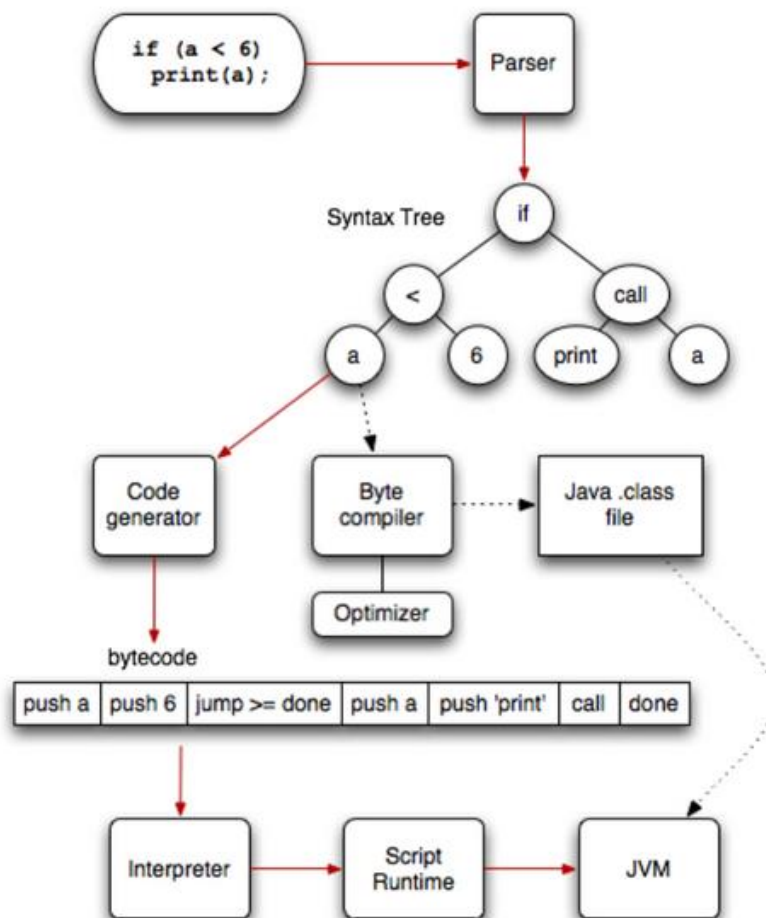 if (a < 6)
print(a);
Parser
Syntax Tree
if
<
call
a
6
print
a
Code
generator
Byte
compiler
Java .class
file
Optimizer
bytecode
push a
push 6
jump >= done
push a
push 'print'
call
done
Interpreter
Script
Runtime
JVM